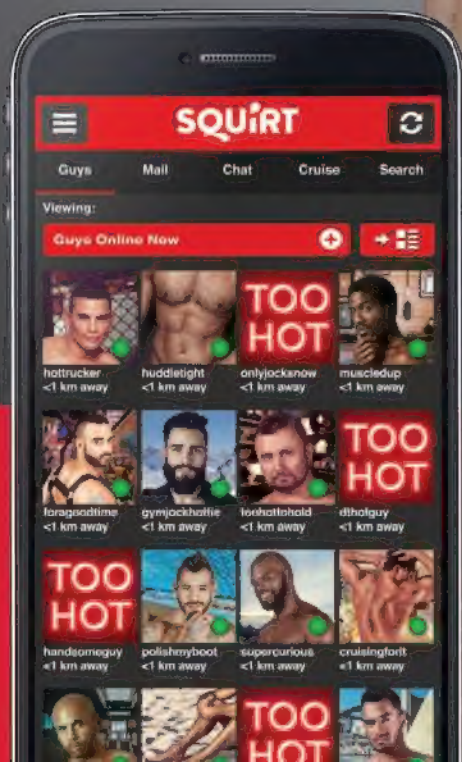 SQUiRT
Guys Mail Chat Cruise Search
Viewing:
Guys Online Now
TOO
HOT
hottrucker huddletight onlyjocksnow muscledup
<1 km away <1 km away <1 km away <1 km away
TOO
HOT
foragoodtime gymjockhottie toohottohold dthotguy
<1 km away <1 km away <1 km away <1 km away
TOO
HOT
handsomeguy polishmyboot supercurious cruisingforit
<1 km away <1 km away <1 km away <1 km away
TOO
HOT